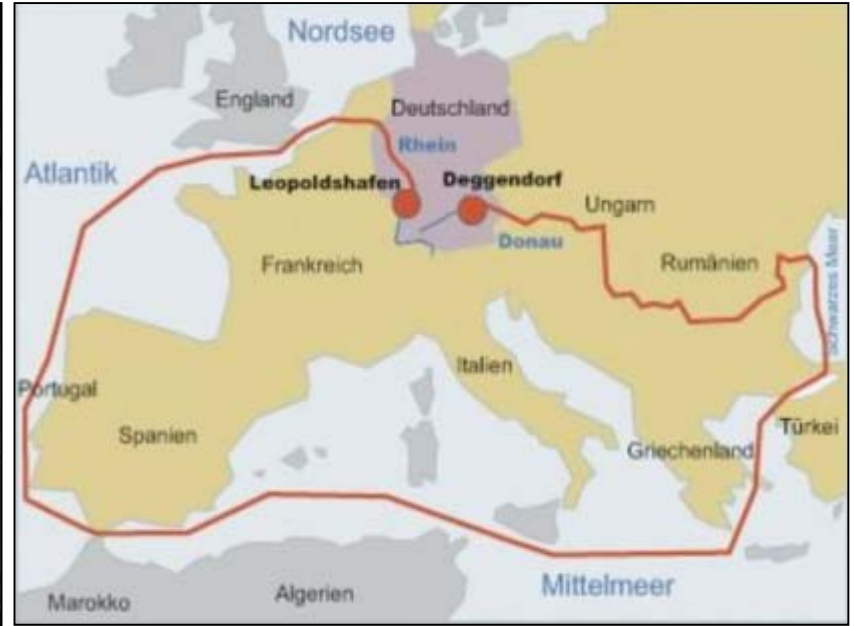 Nordsee
England
Deutschland
Rhein
Atlantik
Leopoldshafen
Deggendorf
Ungarn
Donau
Frankreich
Rumänien
Schwarzes Meer
Italien
Portugal
Spanien
Türkei
Griechenland
Mittelmeer
Algerien
Marokko